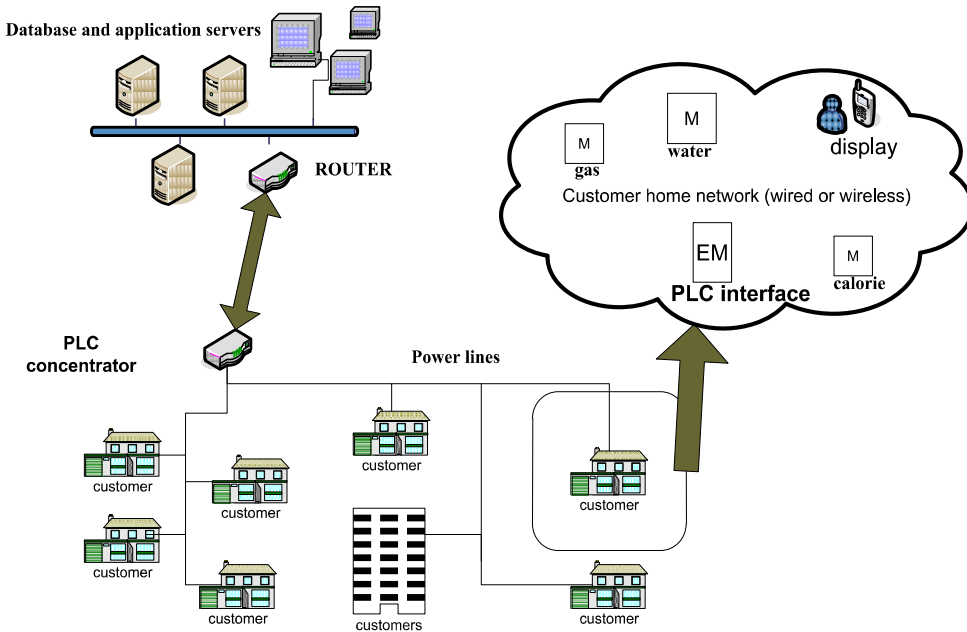 Database and application servers
ROUTER
M
gas
M
water
display
Customer home network (wired or wireless)
EM
PLC interface
M
calorie
PLC
concentrator
Power lines
customer
customer
customer
customer
customer
customer
customers
customer